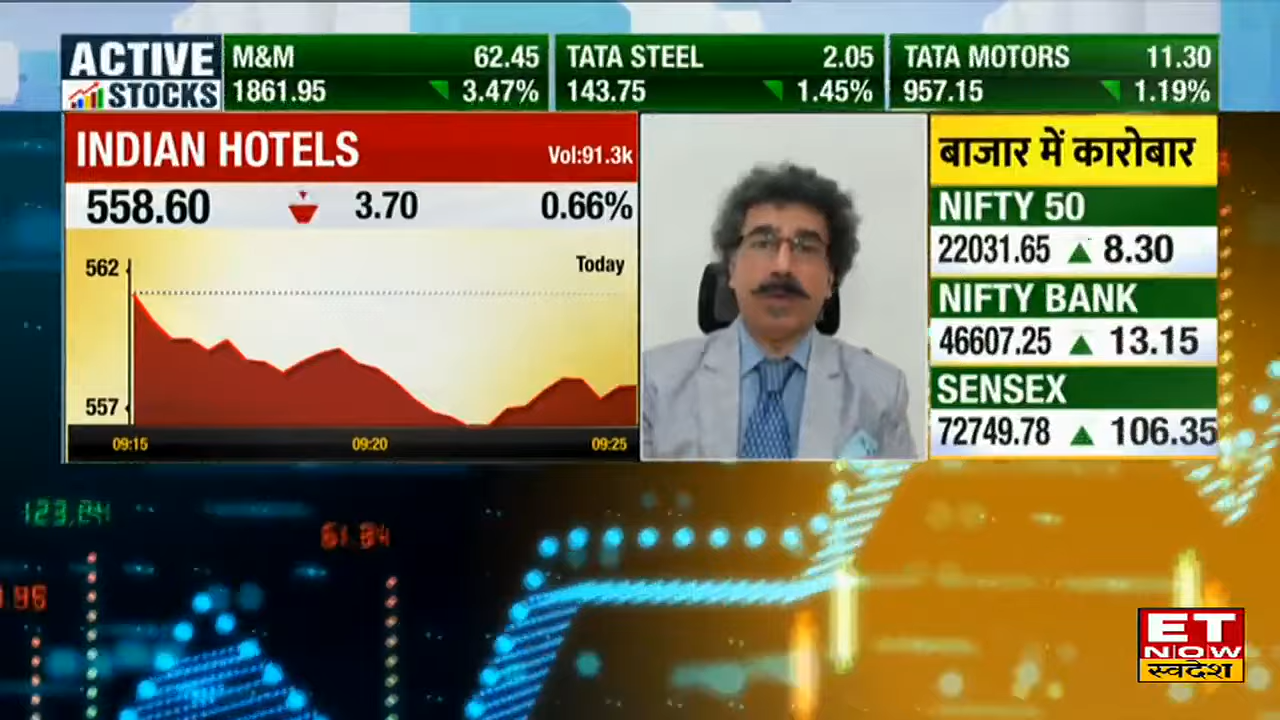 ACTIVE
STOCKS
M&M 62.45
1861.95 3.47%
TATA STEEL 2.05
143.75 1.45%
TATA MOTORS 11.30
957.15 1.19%
INDIAN HOTELS Vol:91.3k
558.60 3.70 0.66%
Today
562
557
09:15 09:20 09:25
बाजार में कारोबार
NIFTY 50
22031.65 8.30
NIFTY BANK
46607.25 13.15
SENSEX
72749.78 106.35
61.84
ET
NOW
स्वदेश